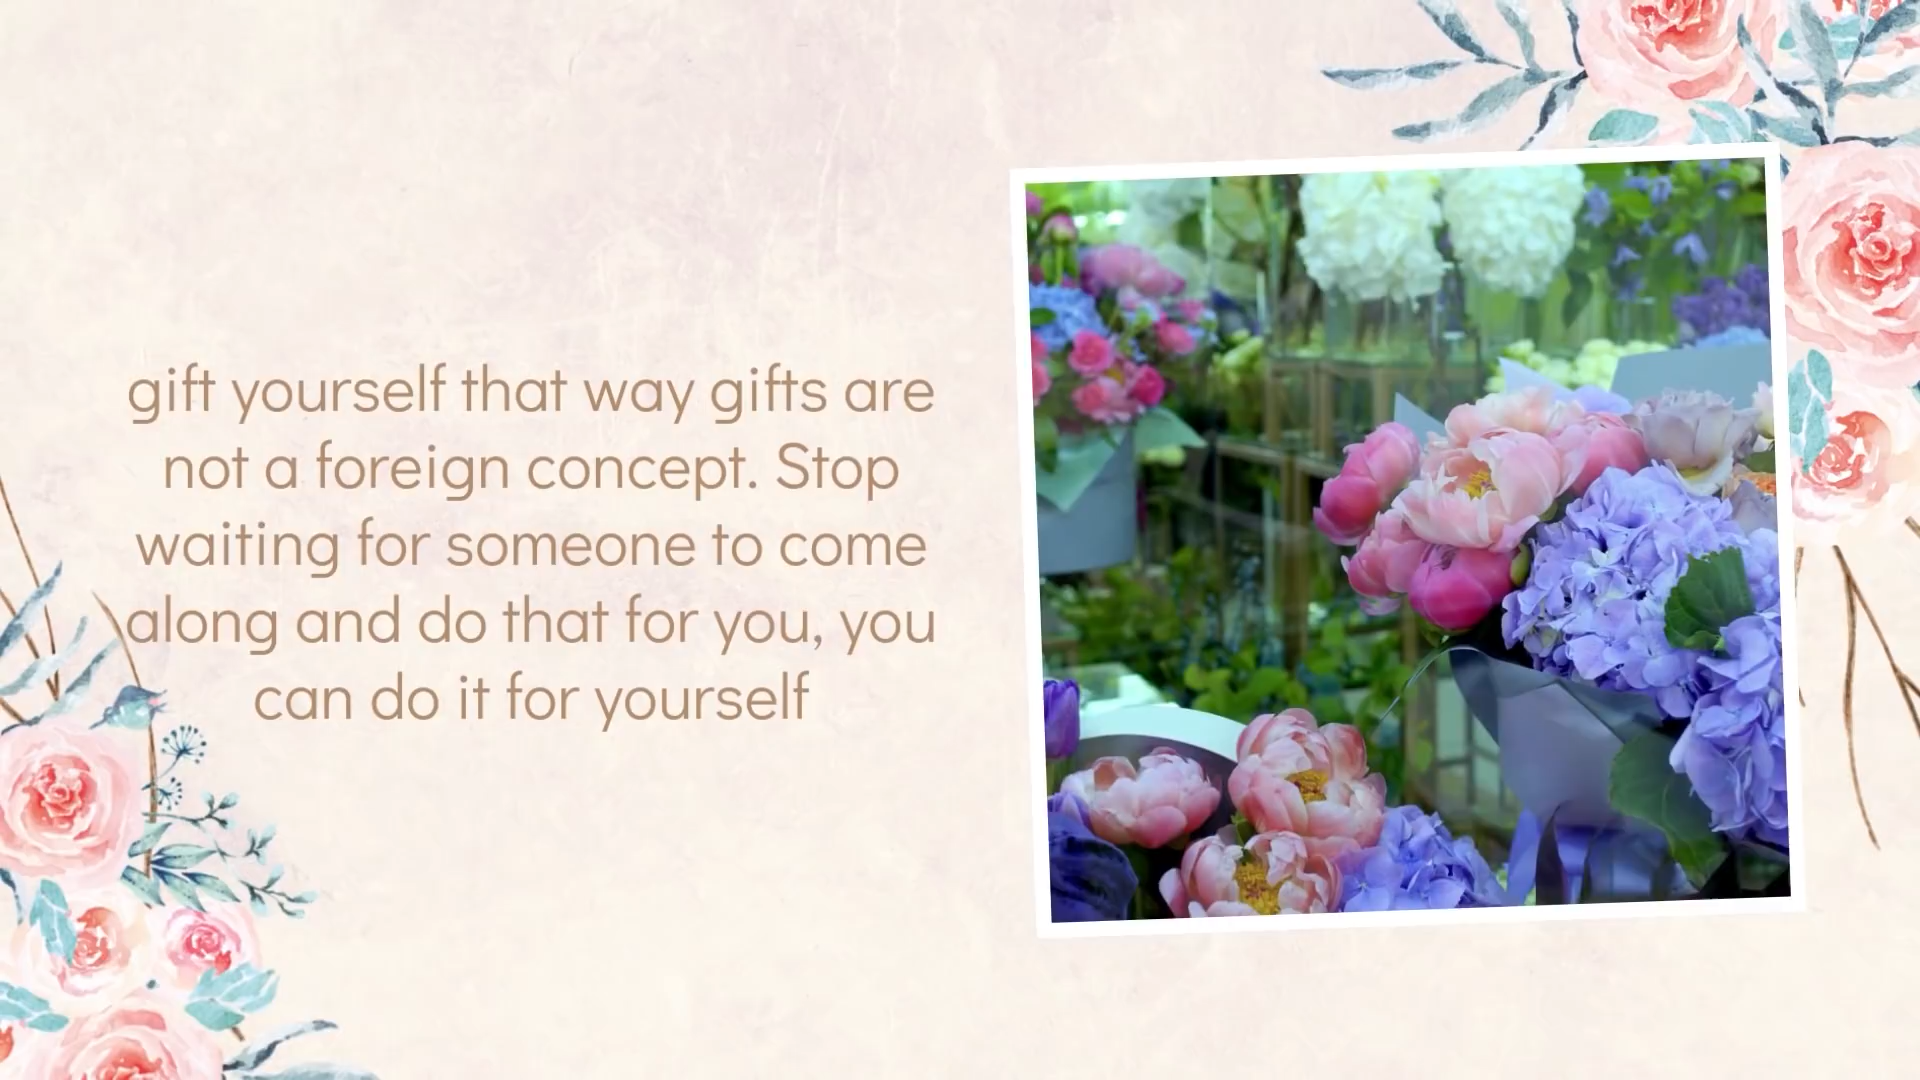 gift yourself that way gifts are
not a foreign concept. Stop
waiting for someone to come
along and do that for you, you
can do it for yourself